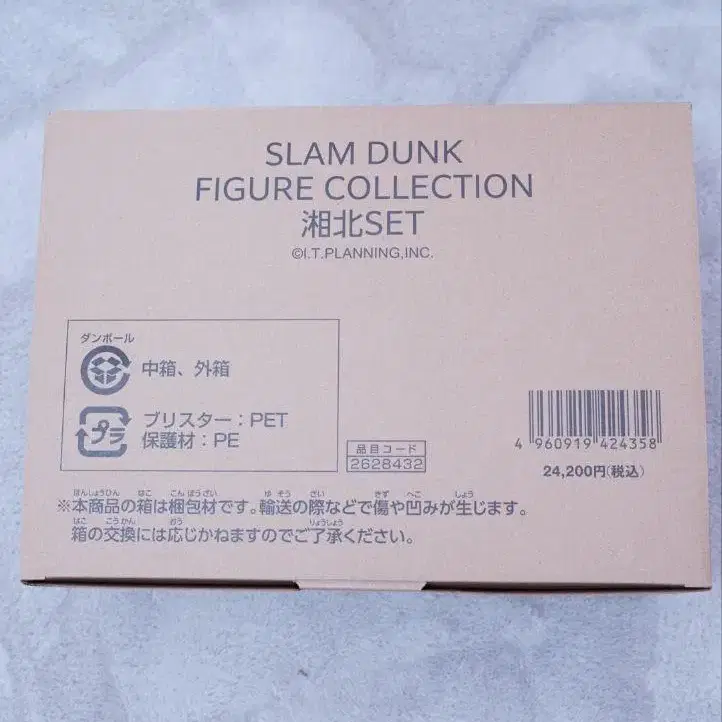 SLAM DUNK
FIGURE COLLECTION
湘北SET
©I.T.PLANNING,INC.
ダンボール
中箱、外箱
プラ
ブリスター：PET
保護材：PE
品目コード
2628432
4 960919 424358
24,200円(税込)
ほんしょうひん はこ こんぽうざい ゆそう さい きず へこ しょう
※本商品の箱は梱包材です。輸送の際などで傷や凹みが生じます。
はこ こうかん おう りょうしょう
箱の交換には応じかねますのでご了承ください。